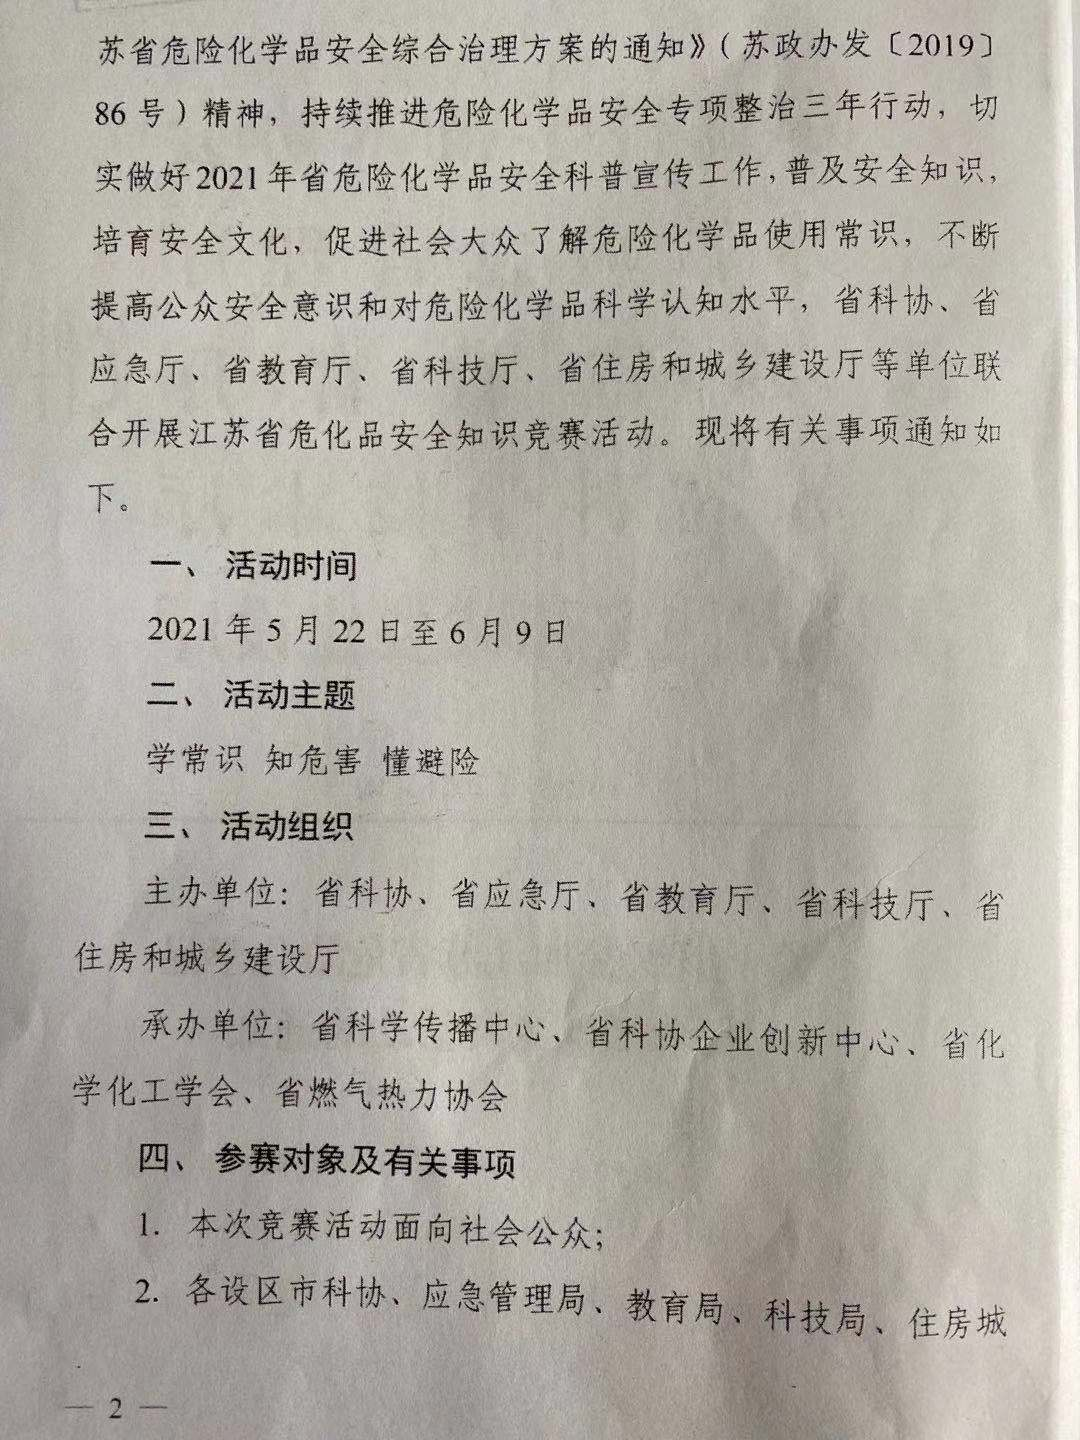 苏省危险化学品安全综合治理方案的通知》（苏政办发〔2019〕
86号）精神，持续推进危险化学品安全专项整治三年行动，切
实做好2021年省危险化学品安全科普宣传工作，普及安全知识，
培育安全文化，促进社会大众了解危险化学品使用常识，不断
提高公众安全意识和对危险化学品科学认知水平，省科协、省
应急厅、省教育厅、省科技厅、省住房和城乡建设厅等单位联
合开展江苏省危化品安全知识竞赛活动。现将有关事项通知如
下。
一、活动时间
2021年5月22日至6月9日
二、活动主题
学常识 知危害 懂避险
三、活动组织
主办单位：省科协、省应急厅、省教育厅、省科技厅、省
住房和城乡建设厅
承办单位：省科学传播中心、省科协企业创新中心、省化
学化工学会、省燃气热力协会
四、参赛对象及有关事项
1. 本次竞赛活动面向社会公众；
2. 各设区市科协、应急管理局、教育局、科技局、住房城
— 2 —